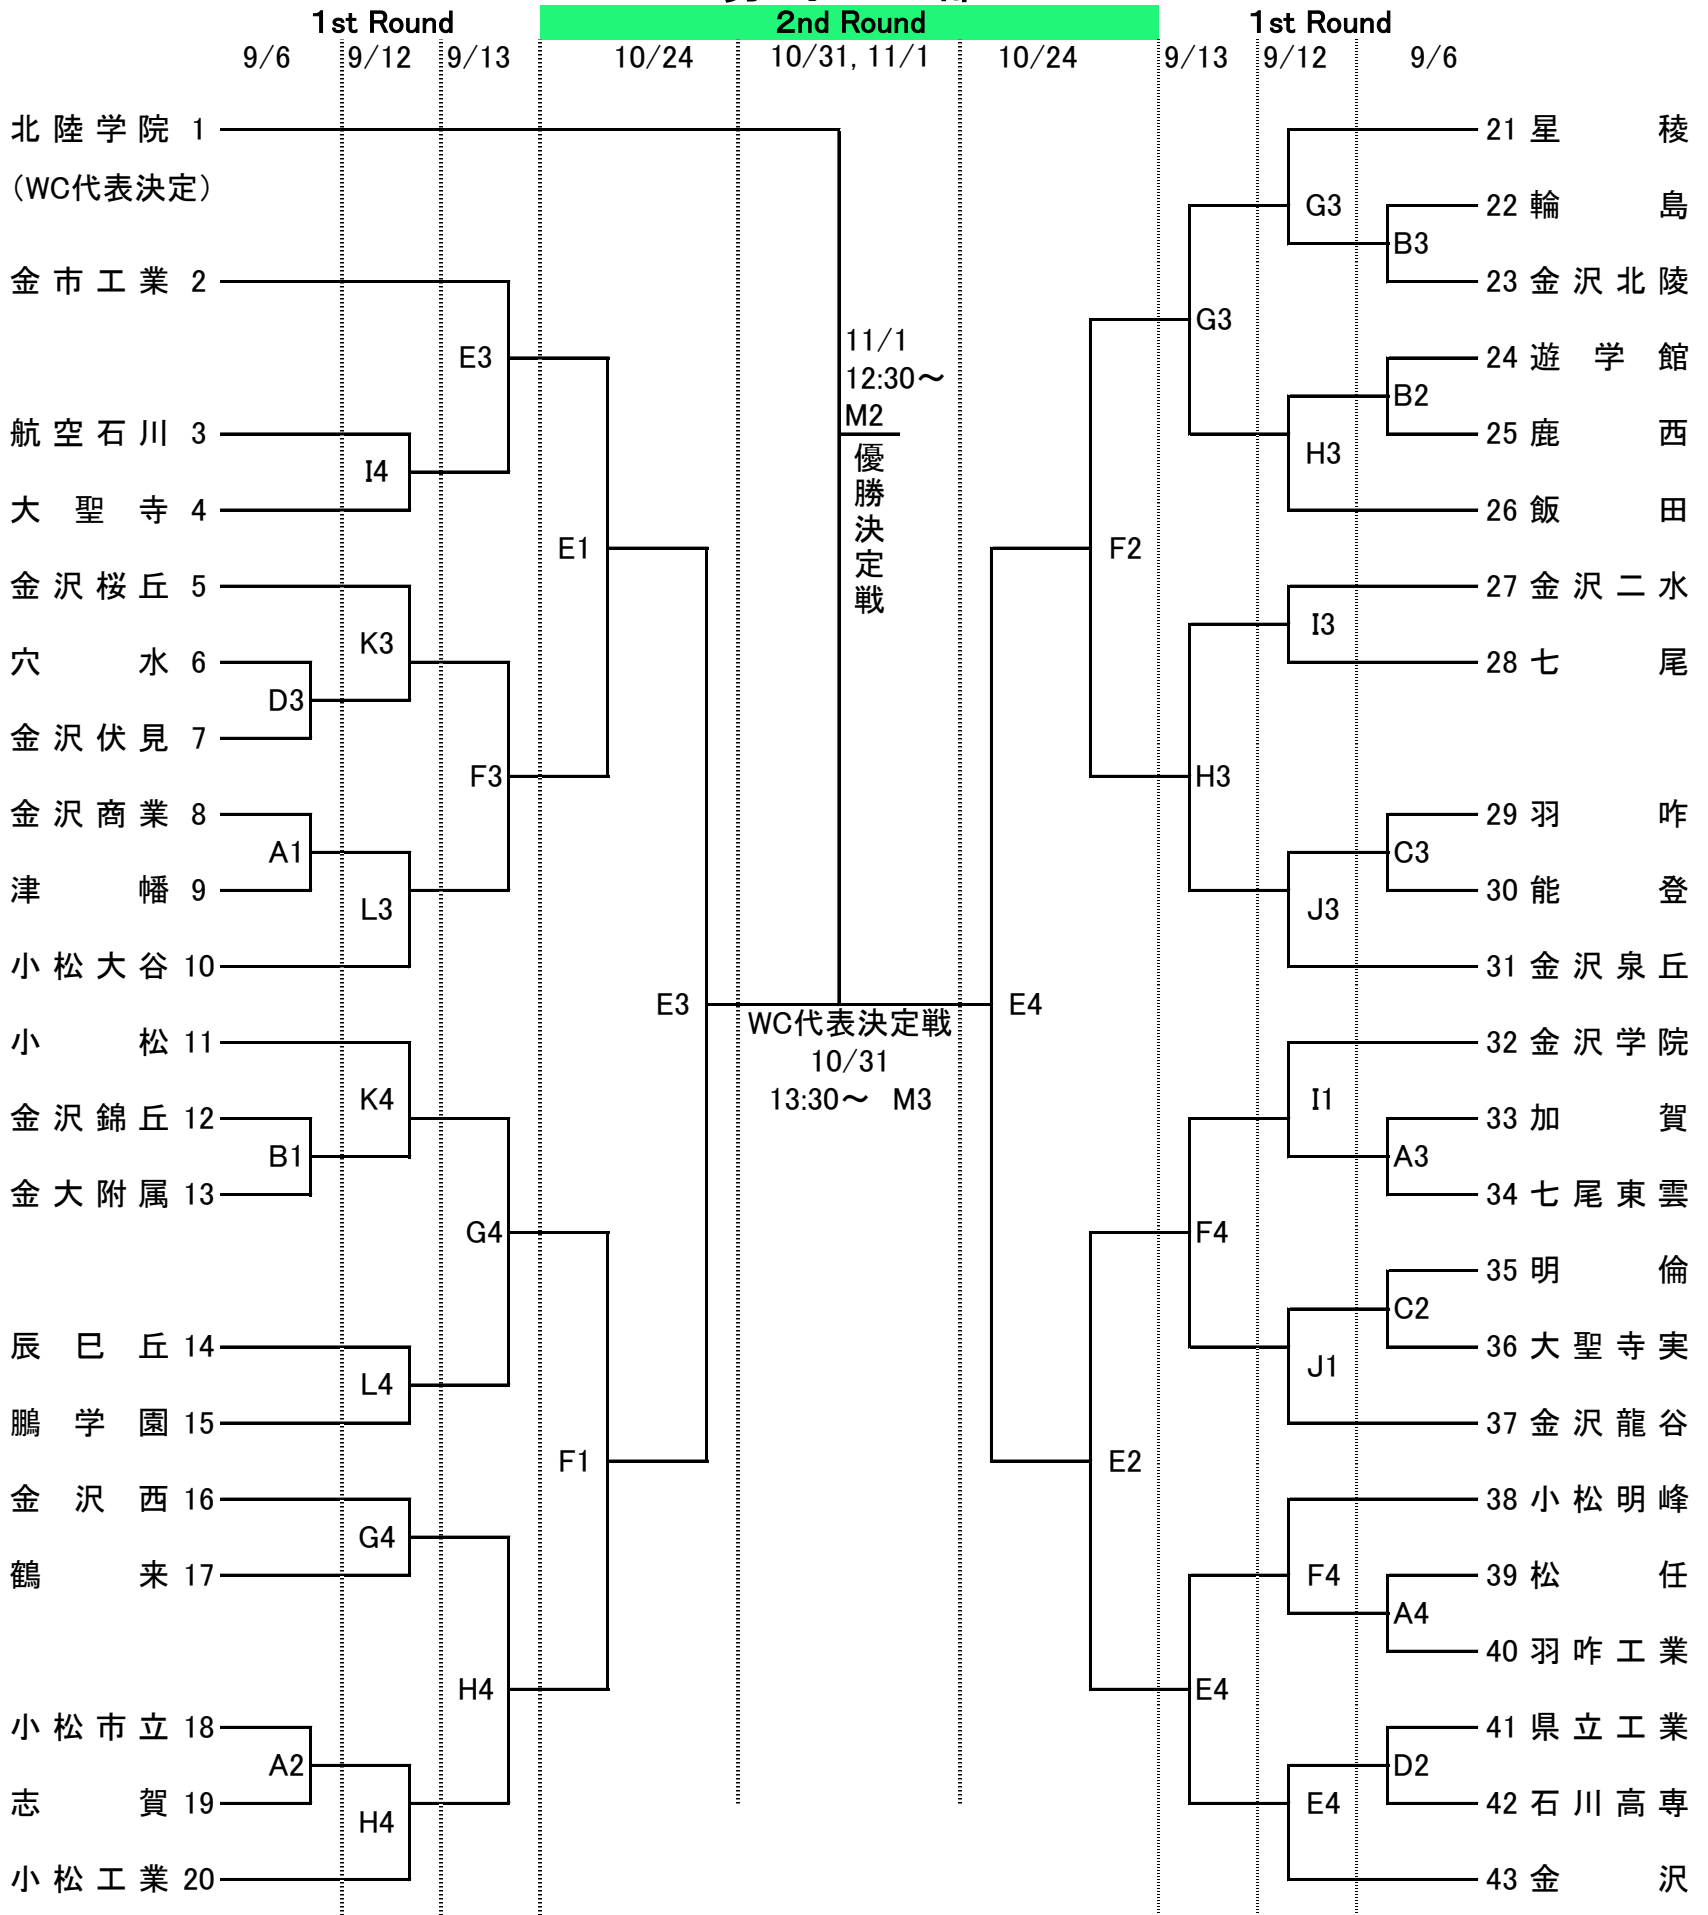 1st Round 2nd Round 1st Round
9/6 9/12 9/13 10/24 10/31, 11/1 10/24 9/13 9/12 9/6
北陸学院 1
(WC代表決定)
金市工業 2
航空石川 3
大聖寺 4
金沢桜丘 5
穴水 6
金沢伏見 7
金沢商業 8
津幡 9
小松大谷 10
小松 11
金沢錦丘 12
金大附属 13
辰巳丘 14
鵬学園 15
金沢西 16
鶴来 17
小松市立 18
志賀 19
小松工業 20
D3
A1
B1
A2
I4
K3
L3
K4
L4
G4
H4
E3
F3
G4
H4
E1
F1
E3
11/1
12:30～
M2
優勝決定戦
WC代表決定戦
10/31
13:30～ M3
E4
F2
E2
G3
H3
F4
E4
G3
H3
I3
J3
I1
J1
F4
E4
B3
B2
C3
A3
C2
A4
D2
21 星稜
22 輪島
23 金沢北陵
24 遊学館
25 鹿西
26 飯田
27 金沢二水
28 七尾
29 羽咋
30 能登
31 金沢泉丘
32 金沢学院
33 加賀
34 七尾東雲
35 明倫
36 大聖寺実
37 金沢龍谷
38 小松明峰
39 松任
40 羽咋工業
41 県立工業
42 石川高専
43 金沢